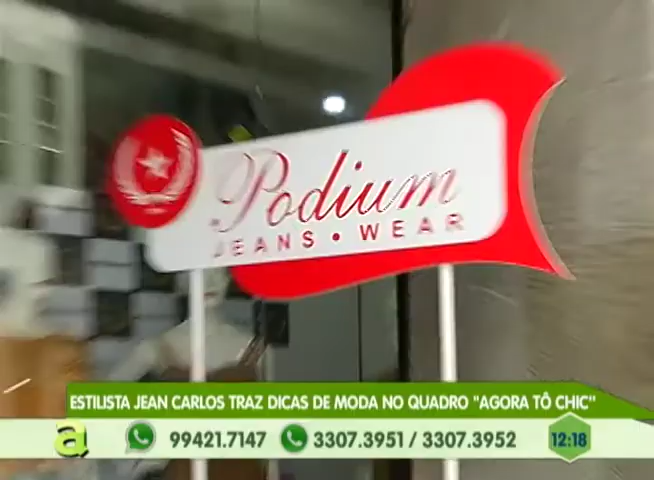 Podium
JEANS • WEAR
ESTILISTA JEAN CARLOS TRAZ DICAS DE MODA NO QUADRO "AGORA TÔ CHIC"
a 99421.7147 3307.3951 / 3307.3952 12:18